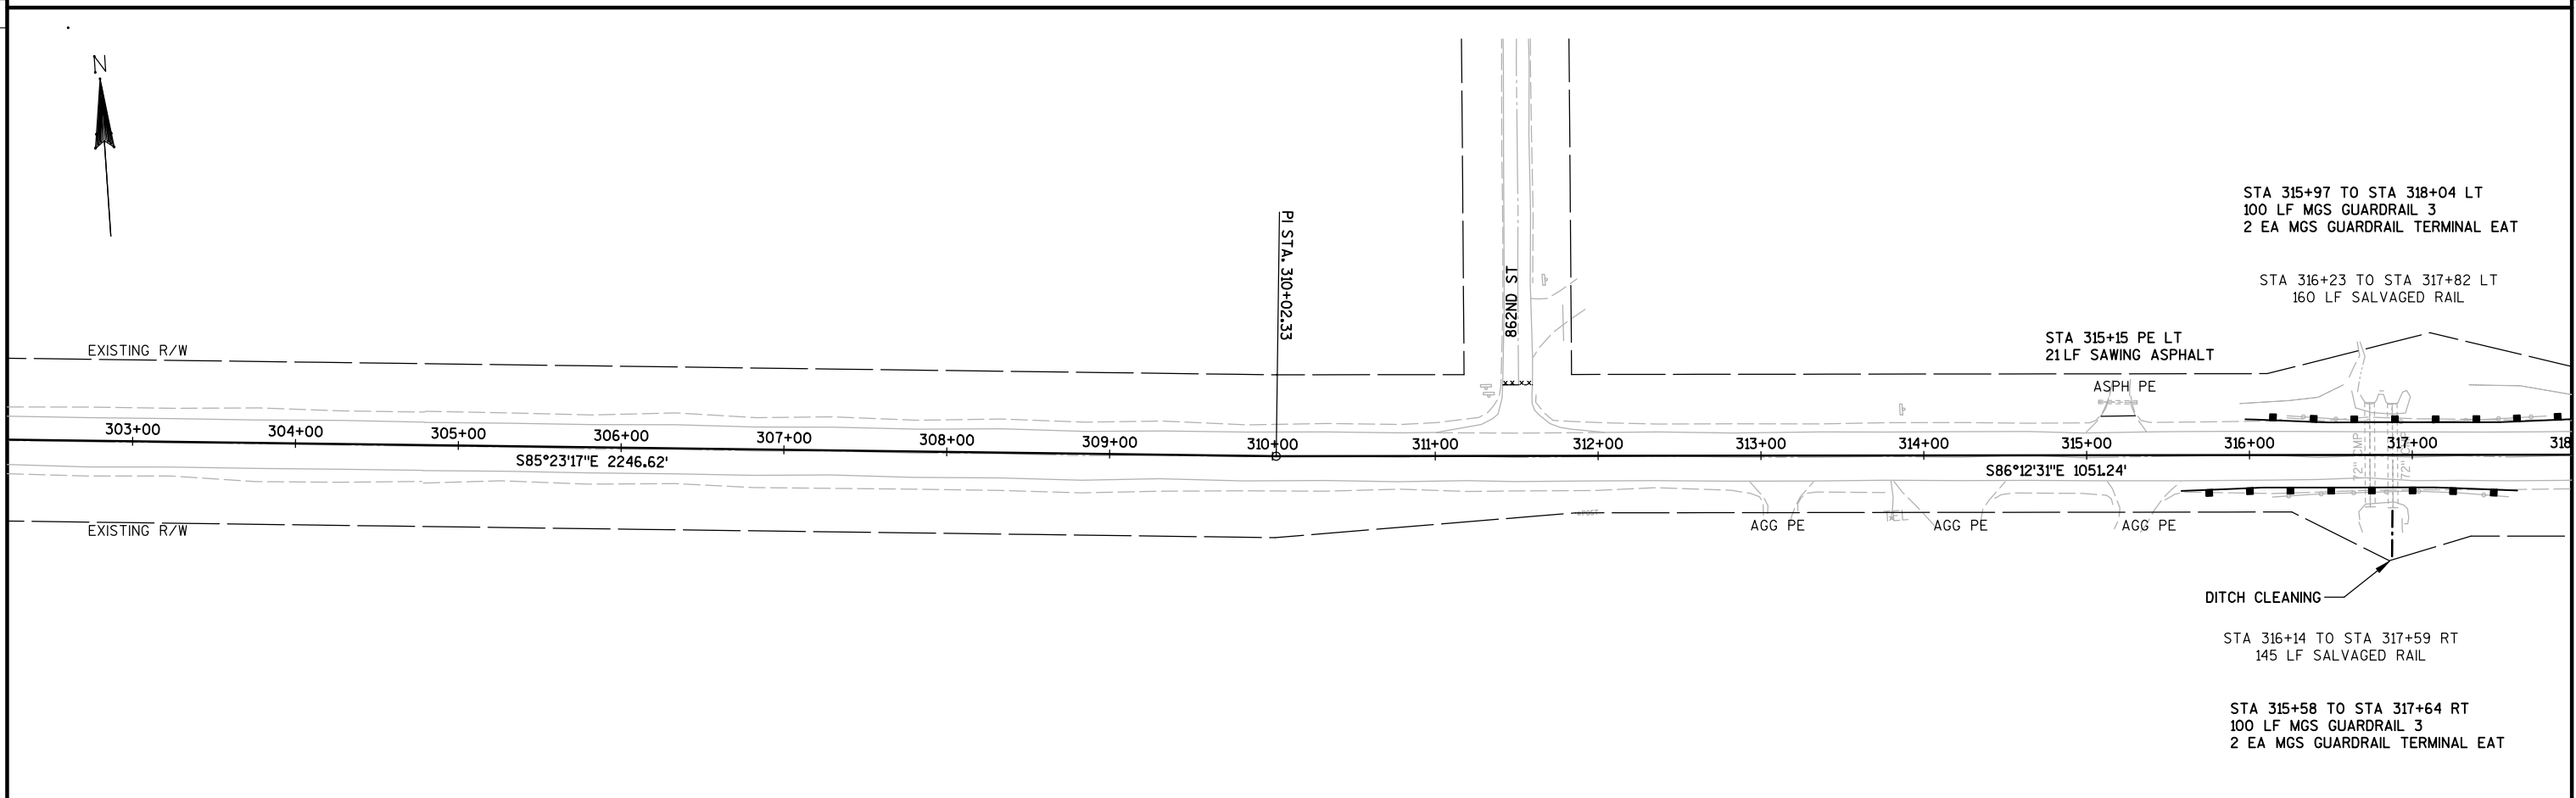 N
STA 315+97 TO STA 318+04 LT
100 LF MGS GUARDRAIL 3
2 EA MGS GUARDRAIL TERMINAL EAT
PI STA. 310+02.33
862ND ST
STA 316+23 TO STA 317+82 LT
160 LF SALVAGED RAIL
EXISTING R/W
STA 315+15 PE LT
21 LF SAWING ASPHALT
ASPH PE
303+00
304+00
305+00
306+00
307+00
308+00
309+00
310+00
311+00
312+00
313+00
314+00
315+00
316+00
317+00
318
S85°23'17"E 2246.62'
S86°12'31"E 1051.24'
72" CMP
EXISTING R/W
POST
AGG PE
TEL
AGG PE
AGG PE
DITCH CLEANING
STA 316+14 TO STA 317+59 RT
145 LF SALVAGED RAIL
STA 315+58 TO STA 317+64 RT
100 LF MGS GUARDRAIL 3
2 EA MGS GUARDRAIL TERMINAL EAT